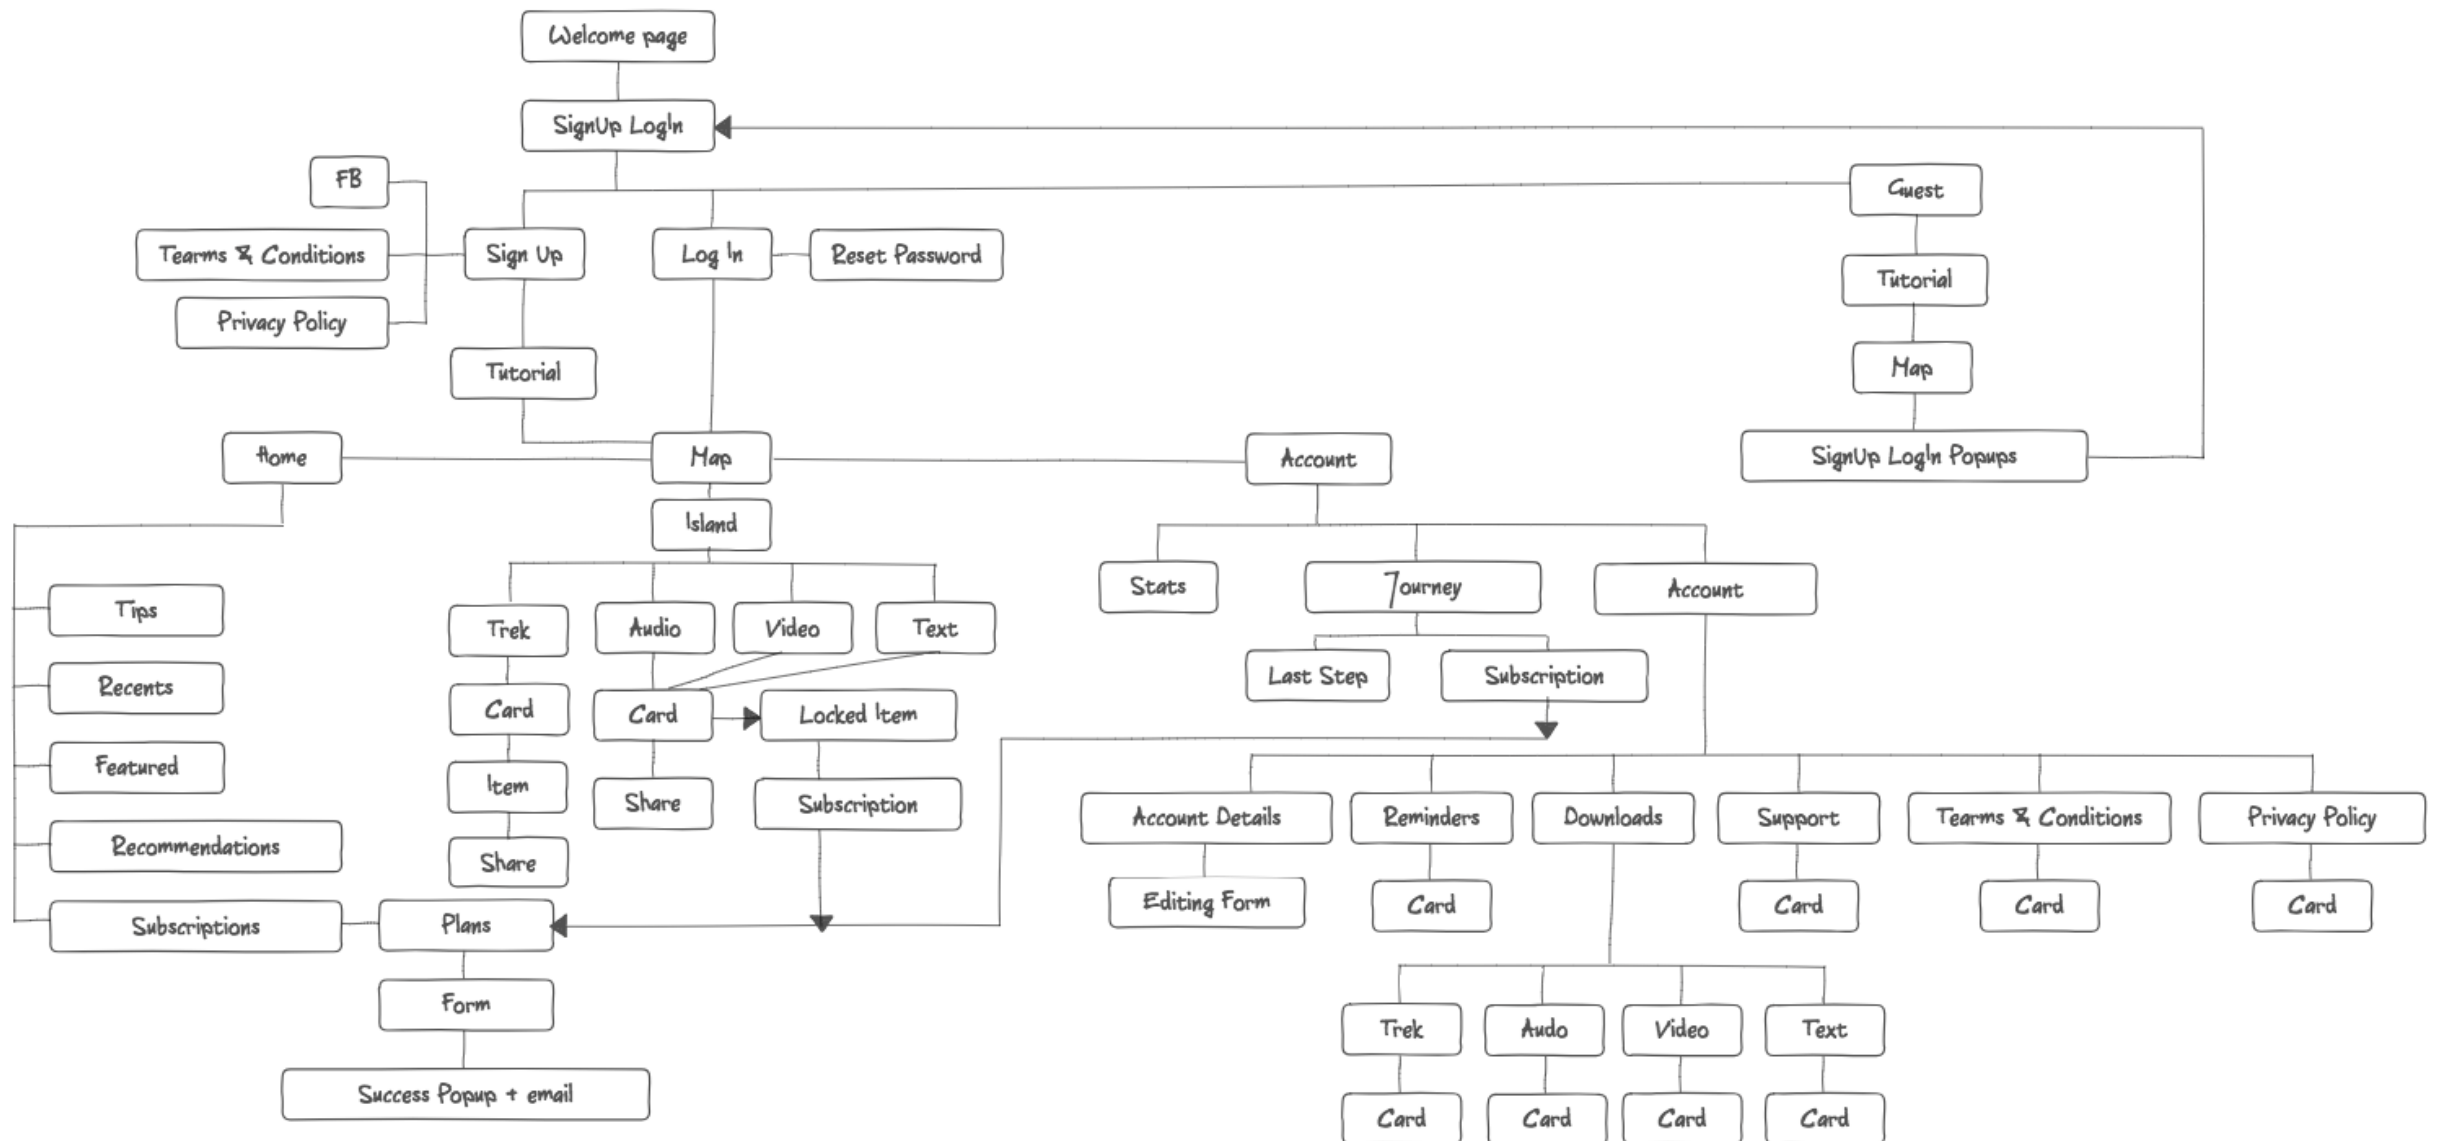 Welcome page
SignUp LogIn
FB
Guest
Tearms & Conditions
Sign Up
Log In
Reset Password
Tutorial
Privacy Policy
Tutorial
Map
Home
Map
Account
SignUp LogIn Popups
Island
Stats
Journey
Account
Tips
Trek
Audio
Video
Text
Last Step
Subscription
Recents
Card
Card
Locked Item
Featured
Item
Share
Subscription
Account Details
Reminders
Downloads
Support
Tearms & Conditions
Privacy Policy
Recommendations
Share
Editing Form
Card
Card
Card
Card
Subscriptions
Plans
Form
Trek
Audo
Video
Text
Success Popup + email
Card
Card
Card
Card